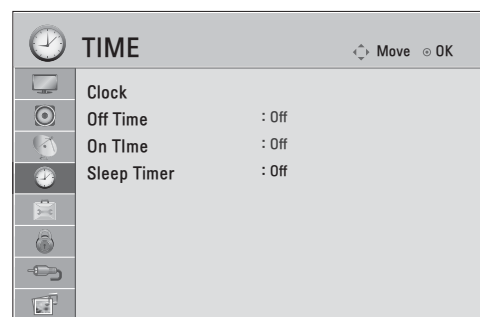 TIME
Move OK
Clock
Off Time : Off
On TIme : Off
Sleep Timer : Off